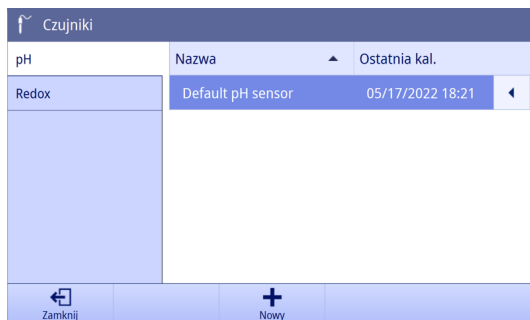 Czujniki
pH
Nazwa Ostatnia kal.
Redox
Default pH sensor 05/17/2022 18:21
Zamknij Nowy